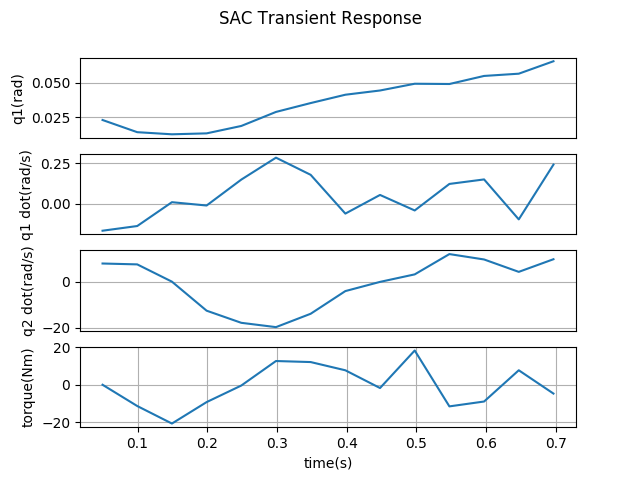 SAC Transient Response
q1(rad)
0.050
0.025
q1 dot(rad/s)
0.25
0.00
q2 dot(rad/s)
0
−20
torque(Nm)
20
0
−20
0.1 0.2 0.3 0.4 0.5 0.6 0.7
time(s)